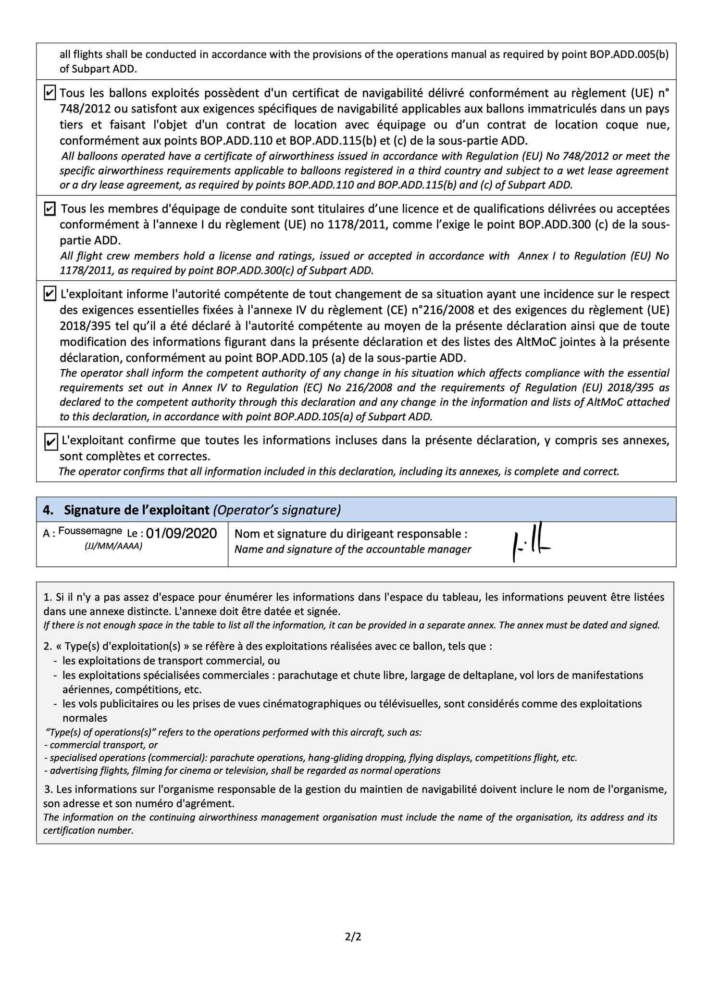 all flights shall be conducted in accordance with the provisions of the operations manual as required by point BOP.ADD.005(b)
of Subpart ADD.
Tous les ballons exploités possèdent d'un certificat de navigabilité délivré conformément au règlement (UE) n°
748/2012 ou satisfont aux exigences spécifiques de navigabilité applicables aux ballons immatriculés dans un pays
tiers et faisant l'objet d'un contrat de location avec équipage ou d’un contrat de location coque nue,
conformément aux points BOP.ADD.110 et BOP.ADD.115(b) et (c) de la sous-partie ADD.
All balloons operated have a certificate of airworthiness issued in accordance with Regulation (EU) No 748/2012 or meet the
specific airworthiness requirements applicable to balloons registered in a third country and subject to a wet lease agreement
or a dry lease agreement, as required by points BOP.ADD.110 and BOP.ADD.115(b) and (c) of Subpart ADD.
Tous les membres d'équipage de conduite sont titulaires d’une licence et de qualifications délivrées ou acceptées
conformément à l'annexe I du règlement (UE) no 1178/2011, comme l’exige le point BOP.ADD.300 (c) de la sous-
partie ADD.
All flight crew members hold a license and ratings, issued or accepted in accordance with Annex I to Regulation (EU) No
1178/2011, as required by point BOP.ADD.300(c) of Subpart ADD.
L'exploitant informe l'autorité compétente de tout changement de sa situation ayant une incidence sur le respect
des exigences essentielles fixées à l'annexe IV du règlement (CE) n°216/2008 et des exigences du règlement (UE)
2018/395 tel qu’il a été déclaré à l'autorité compétente au moyen de la présente déclaration ainsi que de toute
modification des informations figurant dans la présente déclaration et des listes des AltMoC jointes à la présente
déclaration, conformément au point BOP.ADD.105 (a) de la sous-partie ADD.
The operator shall inform the competent authority of any change in his situation which affects compliance with the essential
requirements set out in Annex IV to Regulation (EC) No 216/2008 and the requirements of Regulation (EU) 2018/395 as
declared to the competent authority through this declaration and any change in the information and lists of AltMoC attached
to this declaration, in accordance with point BOP.ADD.105(a) of Subpart ADD.
L'exploitant confirme que toutes les informations incluses dans la présente déclaration, y compris ses annexes,
sont complètes et correctes.
The operator confirms that all information included in this declaration, including its annexes, is complete and correct.
4. Signature de l’exploitant (Operator’s signature)
A : Foussemagne Le : 01/09/2020
(JJ/MM/AAAA)
Nom et signature du dirigeant responsable :
Name and signature of the accountable manager
1. Si il n'y a pas assez d'espace pour énumérer les informations dans l'espace du tableau, les informations peuvent être listées
dans une annexe distincte. L'annexe doit être datée et signée.
If there is not enough space in the table to list all the information, it can be provided in a separate annex. The annex must be dated and signed.
2. « Type(s) d'exploitation(s) » se réfère à des exploitations réalisées avec ce ballon, tels que :
- les exploitations de transport commercial, ou
- les exploitations spécialisées commerciales : parachutage et chute libre, largage de deltaplane, vol lors de manifestations
aériennes, compétitions, etc.
- les vols publicitaires ou les prises de vues cinématographiques ou télévisuelles, sont considérés comme des exploitations
normales
“Type(s) of operations(s)” refers to the operations performed with this aircraft, such as:
- commercial transport, or
- specialised operations (commercial): parachute operations, hang-gliding dropping, flying displays, competitions flight, etc.
- advertising flights, filming for cinema or television, shall be regarded as normal operations
3. Les informations sur l'organisme responsable de la gestion du maintien de navigabilité doivent inclure le nom de l'organisme,
son adresse et son numéro d'agrément.
The information on the continuing airworthiness management organisation must include the name of the organisation, its address and its
certification number.
2/2